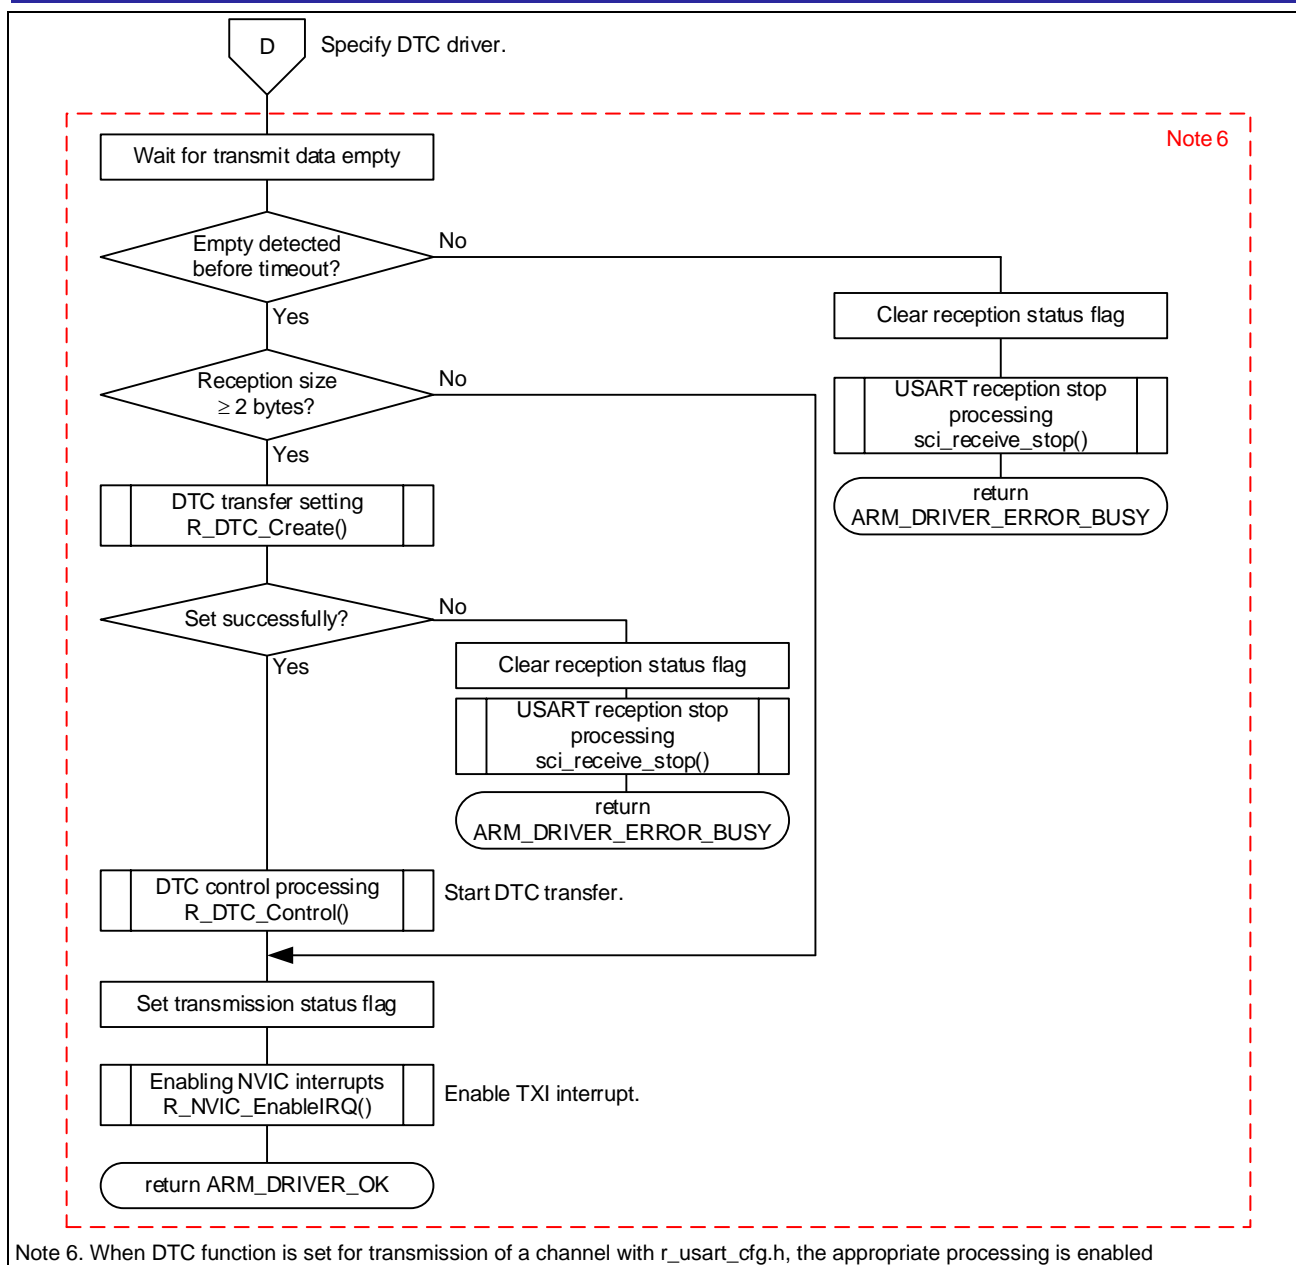 D
Specify DTC driver.
Note 6
Wait for transmit data empty
Empty detected
before timeout?
No
Yes
Clear reception status flag
USART reception stop
processing
sci_receive_stop()
return
ARM_DRIVER_ERROR_BUSY
Reception size
≥ 2 bytes?
No
Yes
DTC transfer setting
R_DTC_Create()
Set successfully?
No
Yes
Clear reception status flag
USART reception stop
processing
sci_receive_stop()
return
ARM_DRIVER_ERROR_BUSY
DTC control processing
R_DTC_Control()
Start DTC transfer.
Set transmission status flag
Enabling NVIC interrupts
R_NVIC_EnableIRQ()
Enable TXI interrupt.
return ARM_DRIVER_OK
Note 6. When DTC function is set for transmission of a channel with r_usart_cfg.h, the appropriate processing is enabled